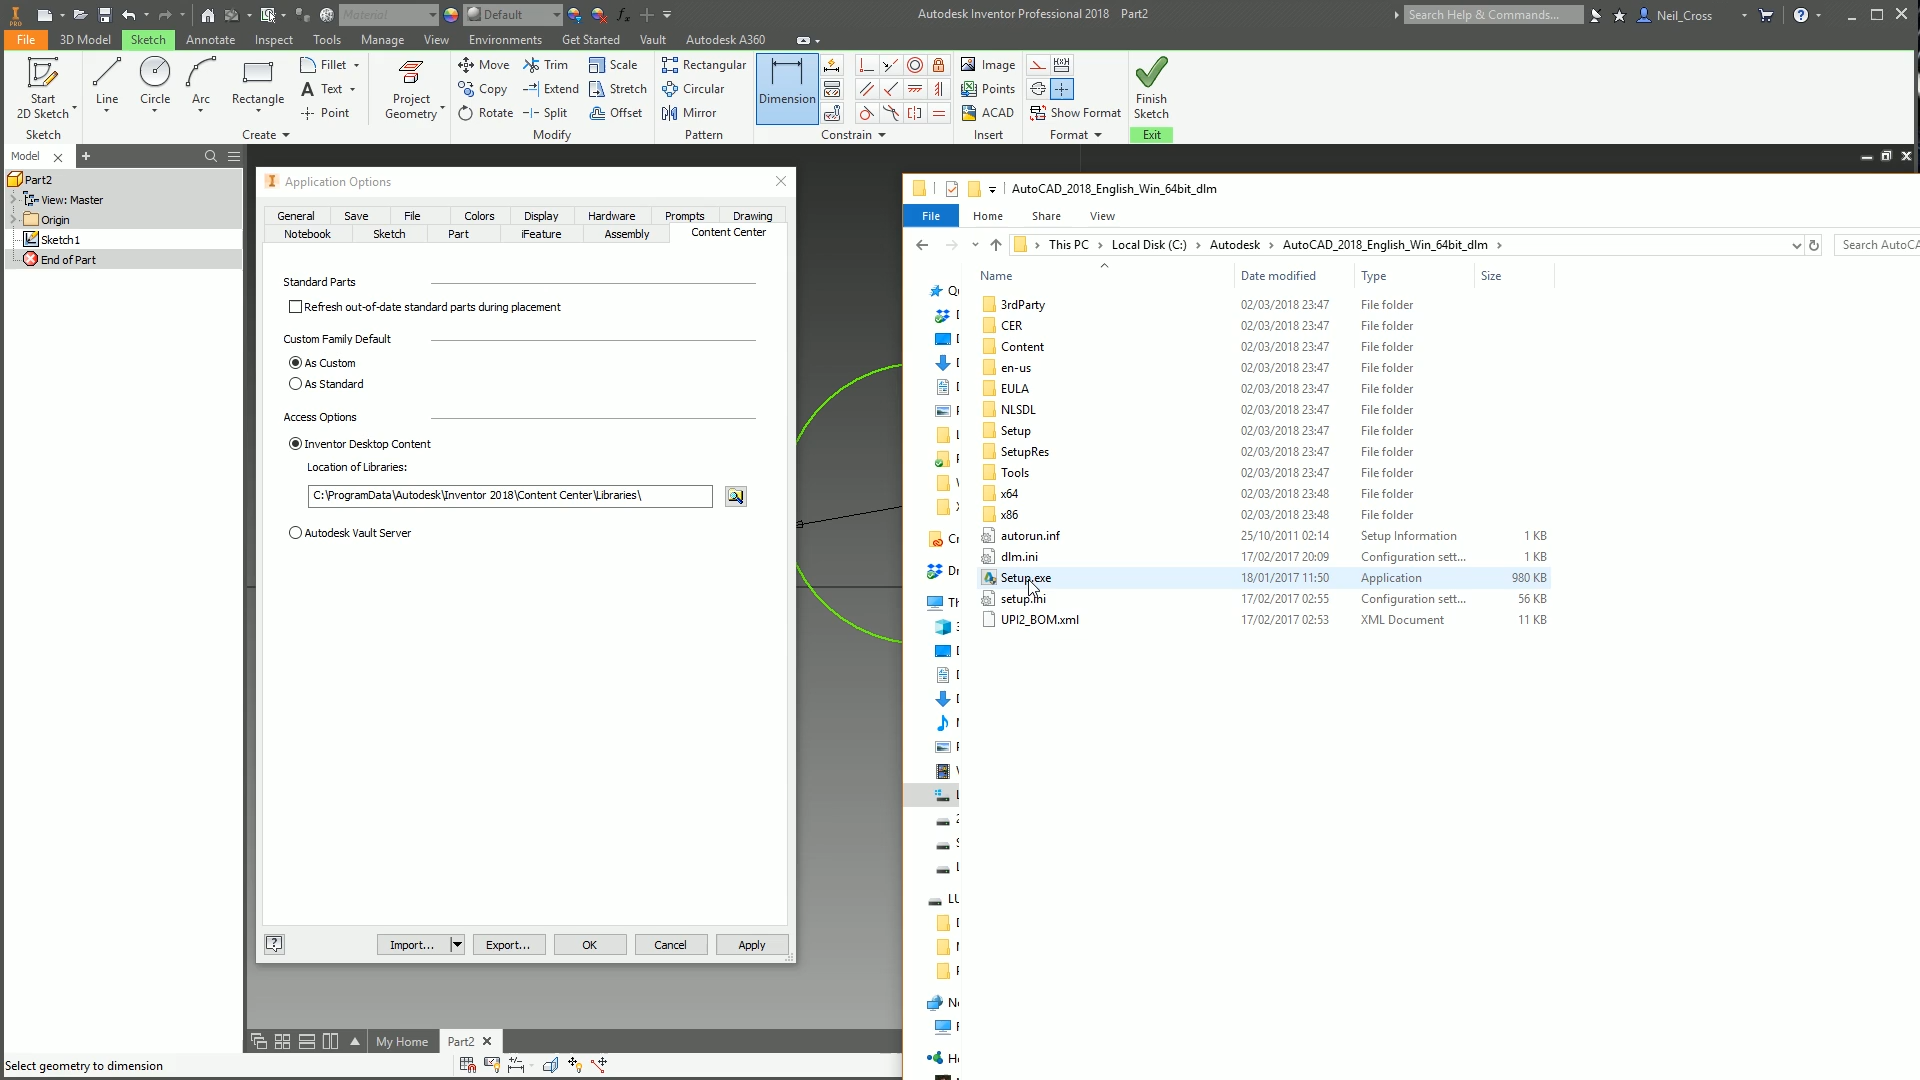 Material
Default
Autodesk Inventor Professional 2018   Part2
Search Help & Commands...
Neil_Cross
File
3D Model
Sketch
Annotate
Inspect
Tools
Manage
View
Environments
Get Started
Vault
Autodesk A360
Start
2D Sketch
Line
Circle
Arc
Rectangle
Fillet
Text
Point
Project
Geometry
Move
Copy
Rotate
Trim
Extend
Split
Scale
Stretch
Offset
Rectangular
Circular
Mirror
Dimension
Image
Points
ACAD
Show Format
Finish
Sketch
Sketch
Create
Modify
Pattern
Constrain
Insert
Format
Exit
Model
Part2
View: Master
Origin
Sketch1
End of Part
Application Options
General
Save
File
Colors
Display
Hardware
Prompts
Drawing
Notebook
Sketch
Part
iFeature
Assembly
Content Center
Standard Parts
Refresh out-of-date standard parts during placement
Custom Family Default
As Custom
As Standard
Access Options
Inventor Desktop Content
Location of Libraries:
C:\ProgramData\Autodesk\Inventor 2018\Content Center\Libraries\
Autodesk Vault Server
Import...
Export...
OK
Cancel
Apply
AutoCAD_2018_English_Win_64bit_dlm
File
Home
Share
View
This PC > Local Disk (C:) > Autodesk > AutoCAD_2018_English_Win_64bit_dlm >
Search AutoCA
Name
Date modified
Type
Size
3rdParty 02/03/2018 23:47 File folder
CER 02/03/2018 23:47 File folder
Content 02/03/2018 23:47 File folder
en-us 02/03/2018 23:47 File folder
EULA 02/03/2018 23:47 File folder
NLSDL 02/03/2018 23:47 File folder
Setup 02/03/2018 23:47 File folder
SetupRes 02/03/2018 23:47 File folder
Tools 02/03/2018 23:47 File folder
x64 02/03/2018 23:48 File folder
x86 02/03/2018 23:48 File folder
autorun.inf 25/10/2011 02:14 Setup Information 1 KB
dlm.ini 17/02/2017 20:09 Configuration sett... 1 KB
Setup.exe 18/01/2017 11:50 Application 980 KB
setup.ini 17/02/2017 02:55 Configuration sett... 56 KB
UPI2_BOM.xml 17/02/2017 02:53 XML Document 11 KB
My Home
Part2
Select geometry to dimension